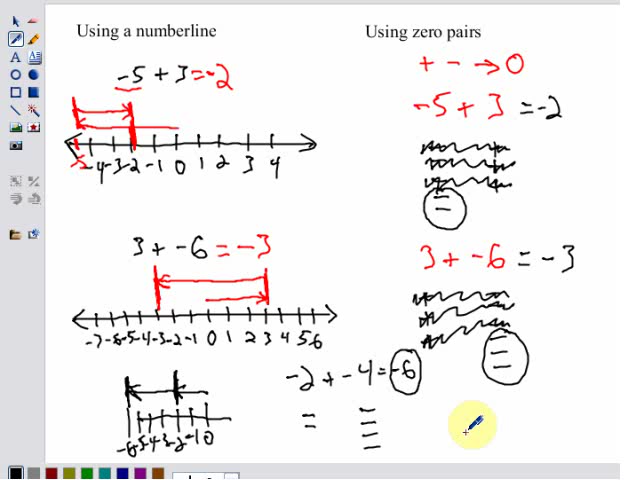 Using a numberline
Using zero pairs
-5 + 3 = -2
+ - → 0
-5 + 3 = -2
-5 -4 -3 -2 -1 0 1 2 3 4
3 + -6 = -3
3 + -6 = -3
-7 -6 -5 -4 -3 -2 -1 0 1 2 3 4 5 6
-2 + -4 = -6
-6 -5 -4 -3 -2 -1 0